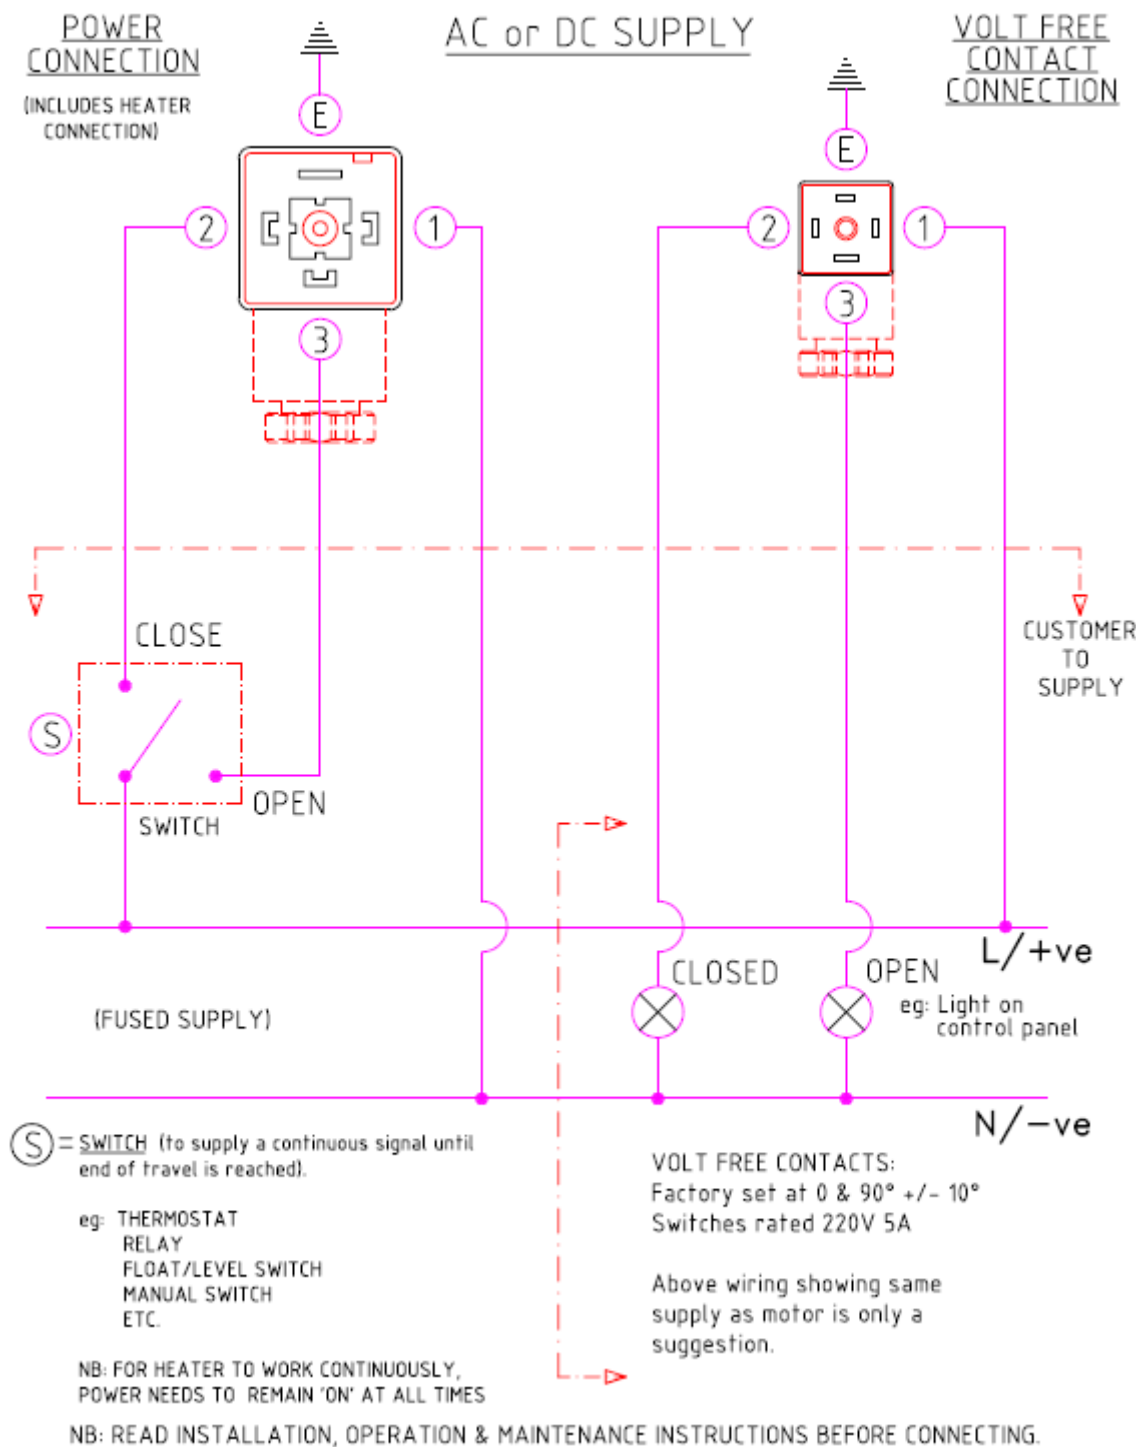 POWER
CONNECTION
(INCLUDES HEATER
CONNECTION)
AC or DC SUPPLY
VOLT FREE
CONTACT
CONNECTION
E
E
2
1
2
1
3
3
CLOSE
CUSTOMER
TO
SUPPLY
S
OPEN
SWITCH
L/+ve
CLOSED
OPEN
eg: Light on
control panel
(FUSED SUPPLY)
N/-ve
S = SWITCH (to supply a continuous signal until
end of travel is reached).
eg: THERMOSTAT
RELAY
FLOAT/LEVEL SWITCH
MANUAL SWITCH
ETC.
NB: FOR HEATER TO WORK CONTINUOUSLY,
POWER NEEDS TO REMAIN 'ON' AT ALL TIMES
VOLT FREE CONTACTS:
Factory set at 0 & 90° +/- 10°
Switches rated 220V 5A
Above wiring showing same
supply as motor is only a
suggestion.
NB: READ INSTALLATION, OPERATION & MAINTENANCE INSTRUCTIONS BEFORE CONNECTING.